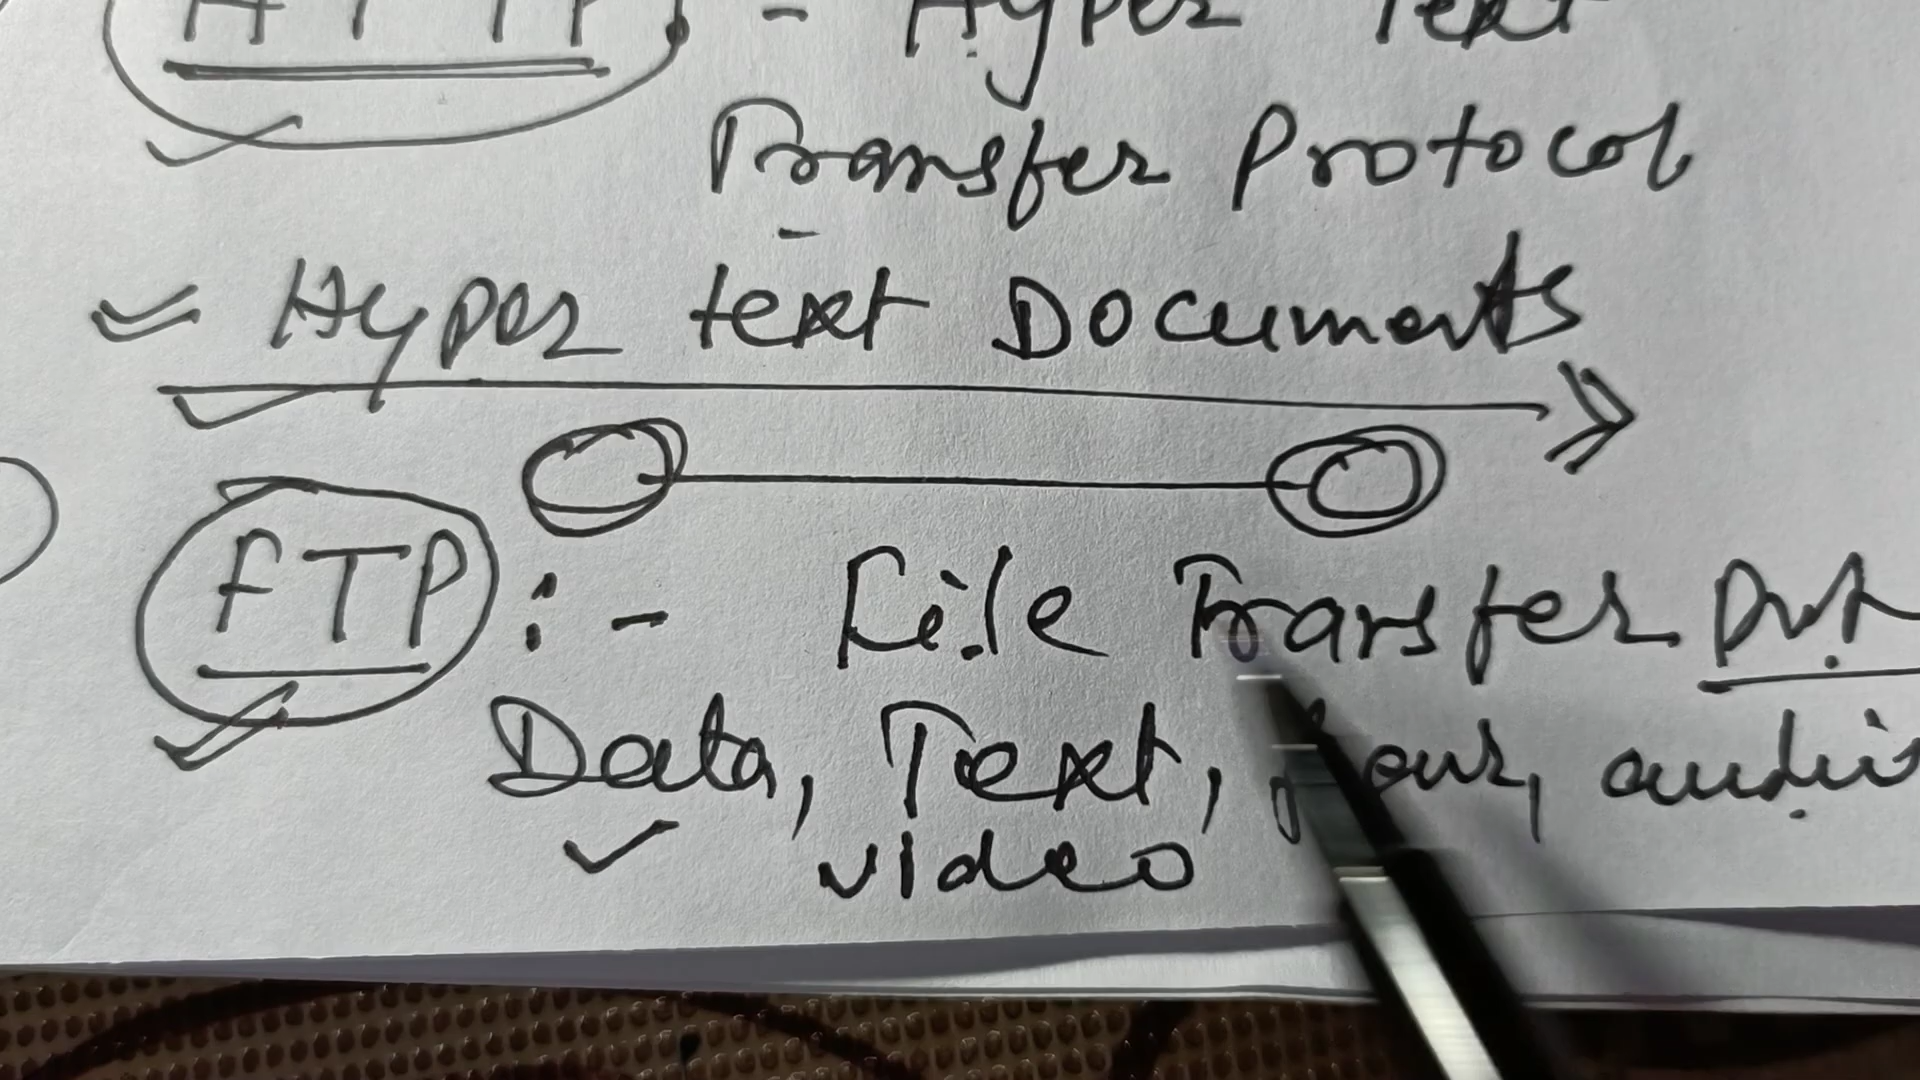 HTTP - Hyper Text
Transfer Protocol
Hyper text Documents
FTP :- File Transfer
Data, Text, audio
video